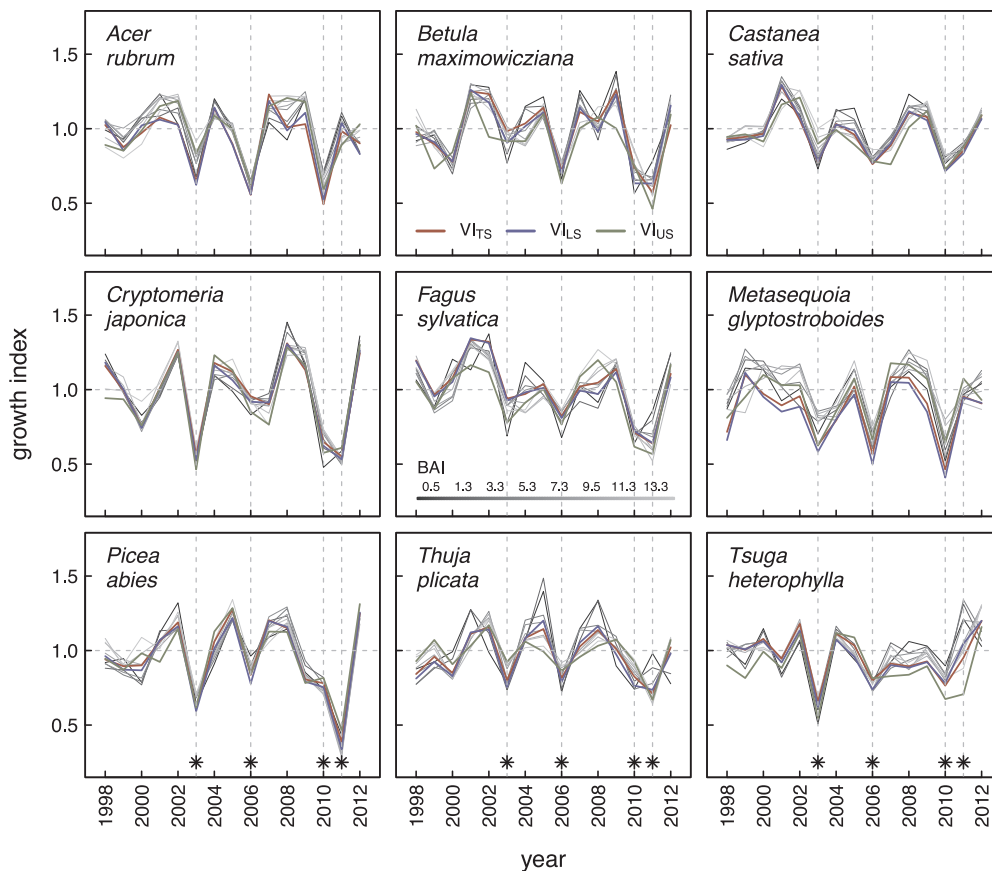 Acer
rubrum
Betula
maximowicziana
Castanea
sativa
1.5
1.0
0.5
VI_TS VI_LS VI_US
Cryptomeria
japonica
Fagus
sylvatica
Metasequoia
glyptostroboides
1.5
1.0
0.5
growth index
BAI
0.5 1.3 3.3 5.3 7.3 9.5 11.3 13.3
Picea
abies
Thuja
plicata
Tsuga
heterophylla
1.5
1.0
0.5
* * * * * * * * * * * *
1998 2000 2002 2004 2006 2008 2010 2012 1998 2000 2002 2004 2006 2008 2010 2012 1998 2000 2002 2004 2006 2008 2010 2012
year